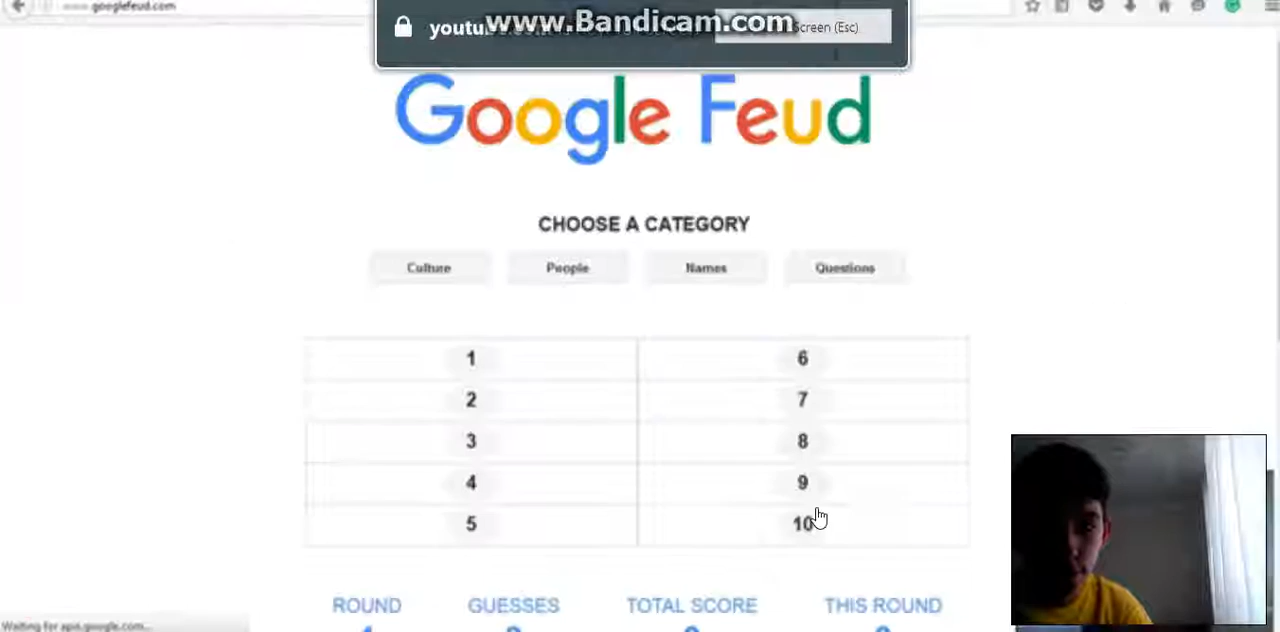 www.googlefeud.com
www.Bandicam.com
youtu
Screen (Esc)
Google Feud
CHOOSE A CATEGORY
Culture People Names Questions
1 6
2 7
3 8
4 9
5 10
ROUND GUESSES TOTAL SCORE THIS ROUND
Waiting for apis.google.com...